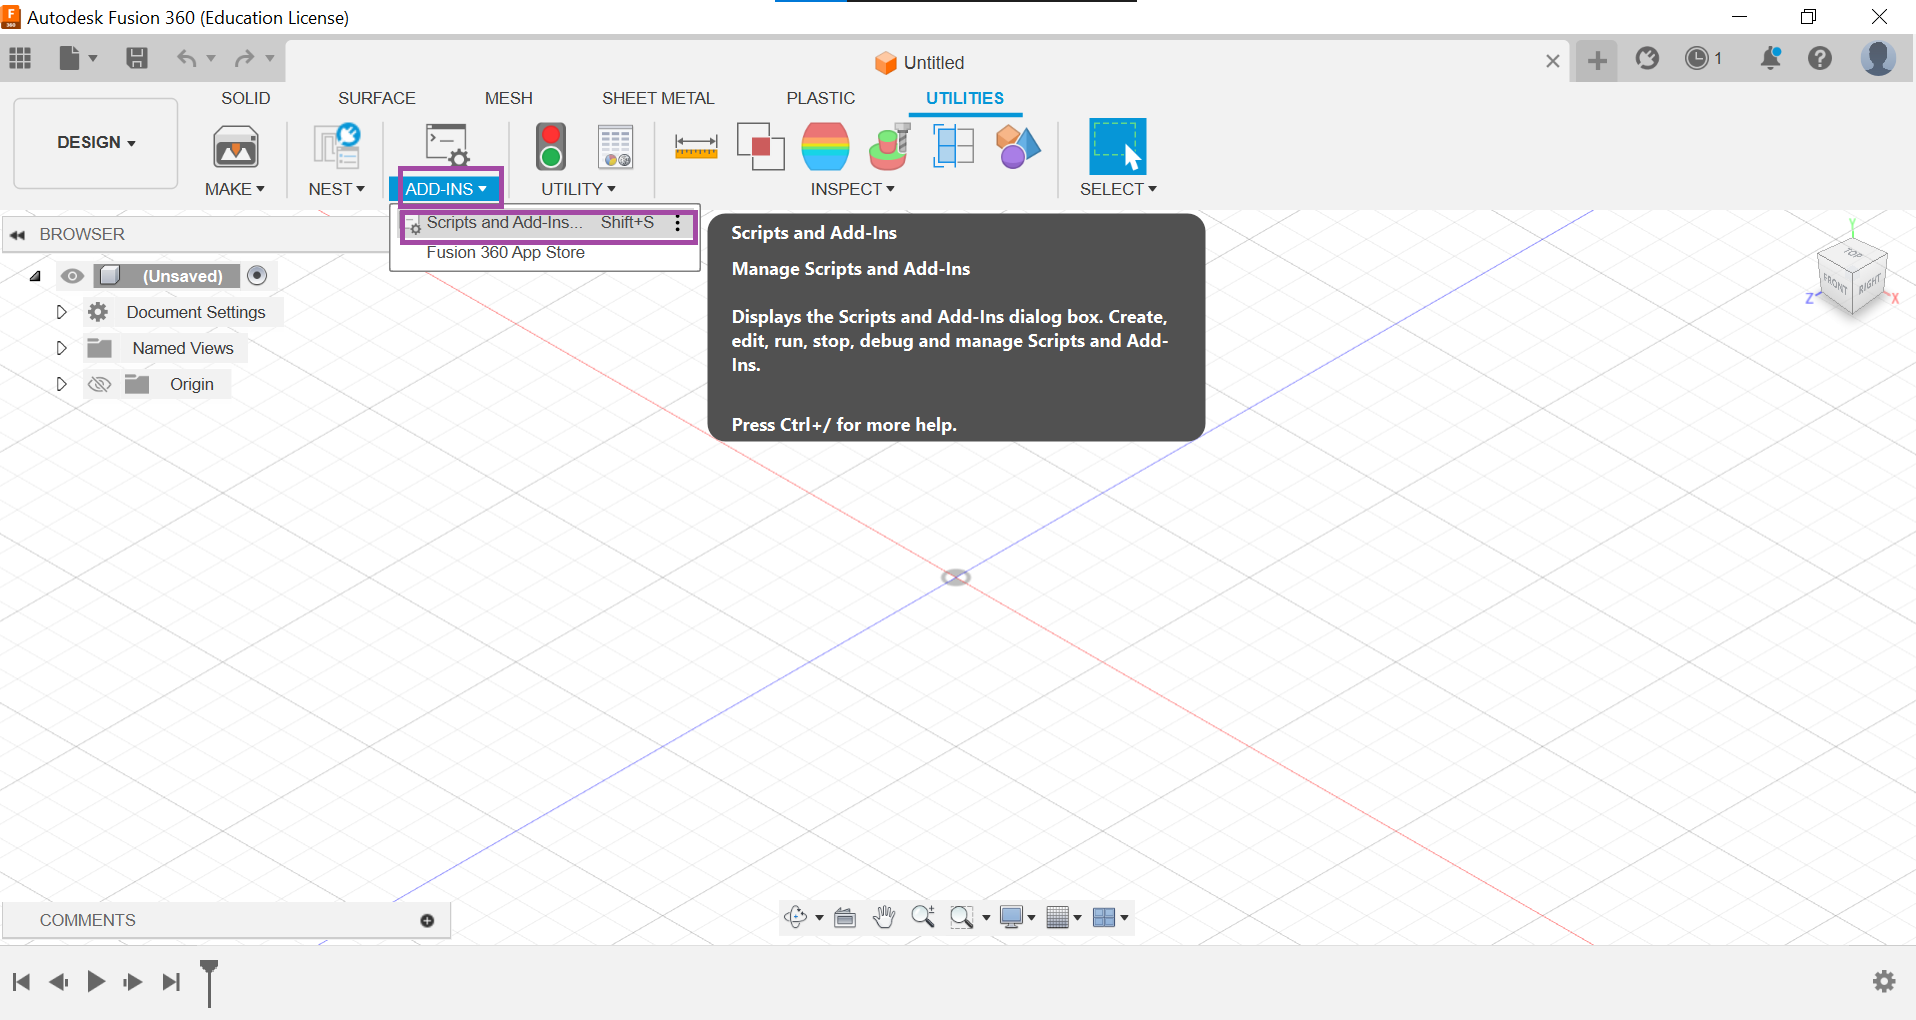 Autodesk Fusion 360 (Education License)
Untitled
1
SOLID
SURFACE
MESH
SHEET METAL
PLASTIC
UTILITIES
DESIGN
MAKE
NEST
ADD-INS
UTILITY
INSPECT
SELECT
Scripts and Add-Ins... Shift+S
Fusion 360 App Store
BROWSER
(Unsaved)
Document Settings
Named Views
Origin
Scripts and Add-Ins
Manage Scripts and Add-Ins
Displays the Scripts and Add-Ins dialog box. Create,
edit, run, stop, debug and manage Scripts and Add-
Ins.
Press Ctrl+/ for more help.
Y
TOP
FRONT
RIGHT
Z
X
COMMENTS